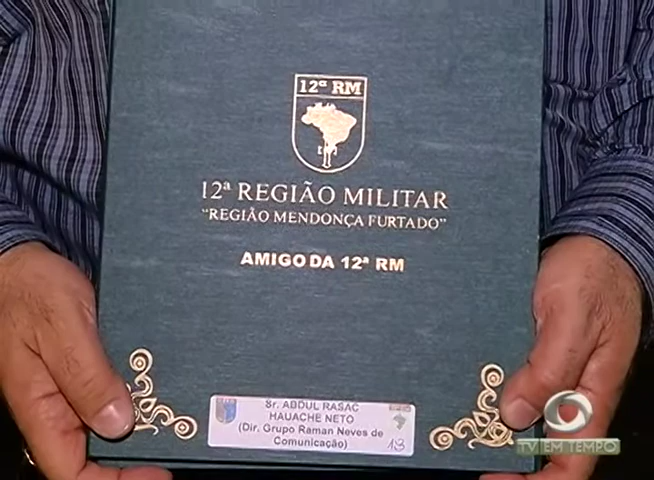 12ª RM
12ª REGIÃO MILITAR
"REGIÃO MENDONÇA FURTADO"
AMIGO DA 12ª RM
Sr. ABDUL RASAC
HAUACHE NETO
(Dir. Grupo Raman Neves de
Comunicação)
13
TV EM TEMPO